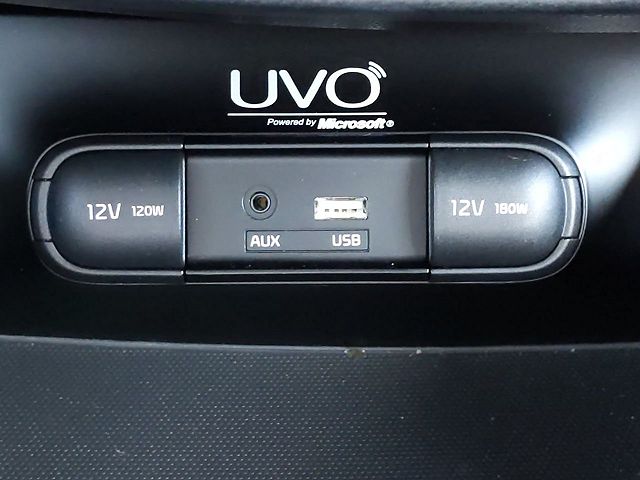 UVO
Powered by Microsoft®
12V 120W
AUX USB
12V 180W